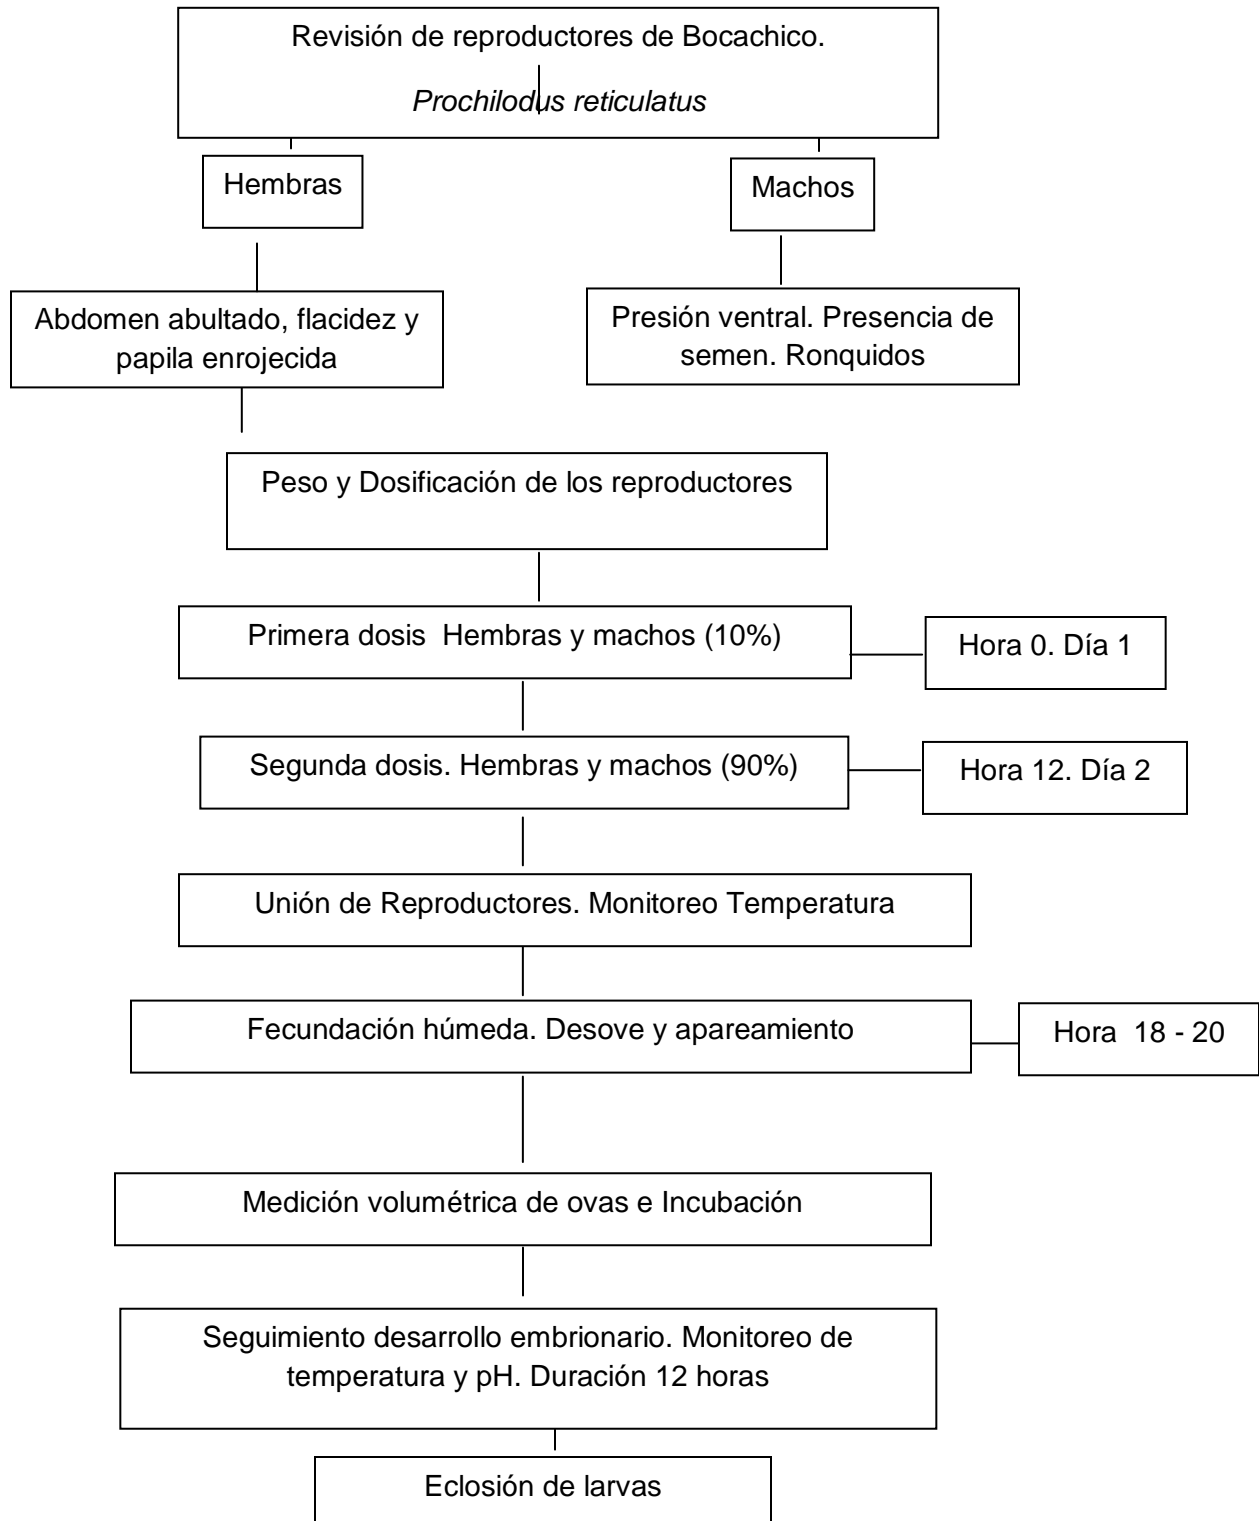 Revisión de reproductores de Bocachico.
Prochilodus reticulatus
Hembras
Machos
Abdomen abultado, flacidez y
papila enrojecida
Presión ventral. Presencia de
semen. Ronquidos
Peso y Dosificación de los reproductores
Primera dosis  Hembras y machos (10%)
Hora 0. Día 1
Segunda dosis. Hembras y machos (90%)
Hora 12. Día 2
Unión de Reproductores. Monitoreo Temperatura
Fecundación húmeda. Desove y apareamiento
Hora  18 - 20
Medición volumétrica de ovas e Incubación
Seguimiento desarrollo embrionario. Monitoreo de
temperatura y pH. Duración 12 horas
Eclosión de larvas